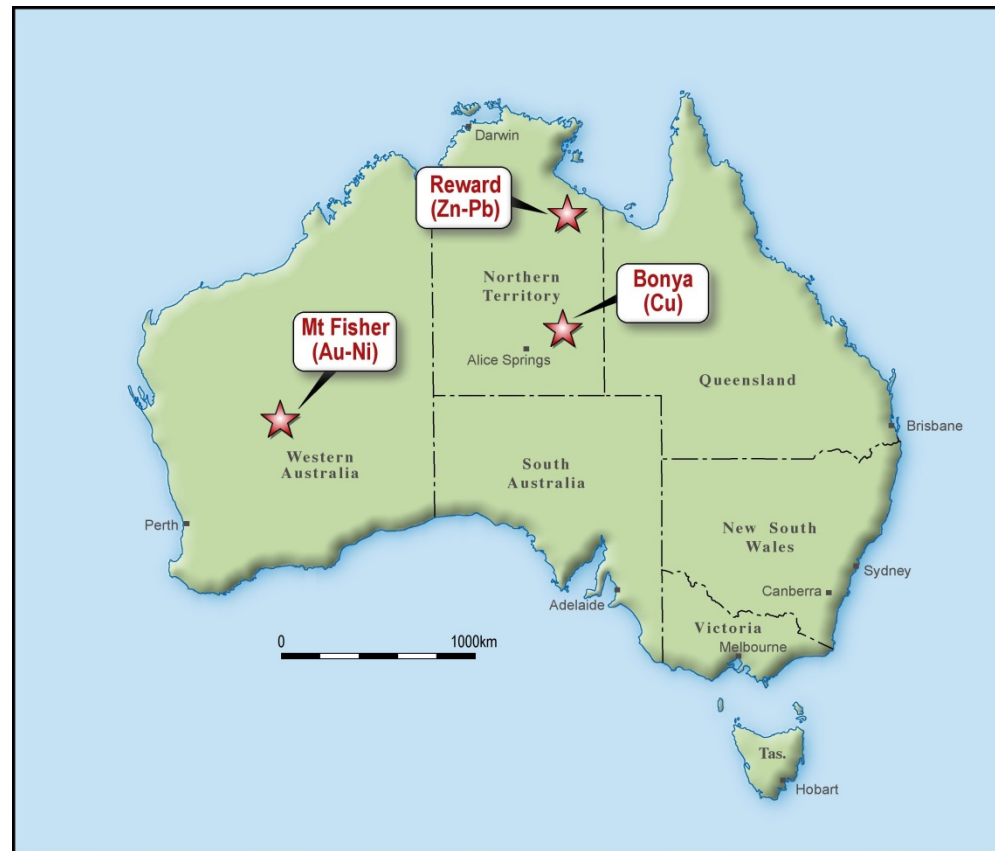 Darwin
Reward
(Zn-Pb)
Northern
Territory
Bonya
(Cu)
Mt Fisher
(Au-Ni)
Alice Springs
Queensland
Brisbane
Western
Australia
South
Australia
Perth
New South
Wales
Sydney
Canberra
Adelaide
Victoria
Melbourne
0 1000km
Tas.
Hobart